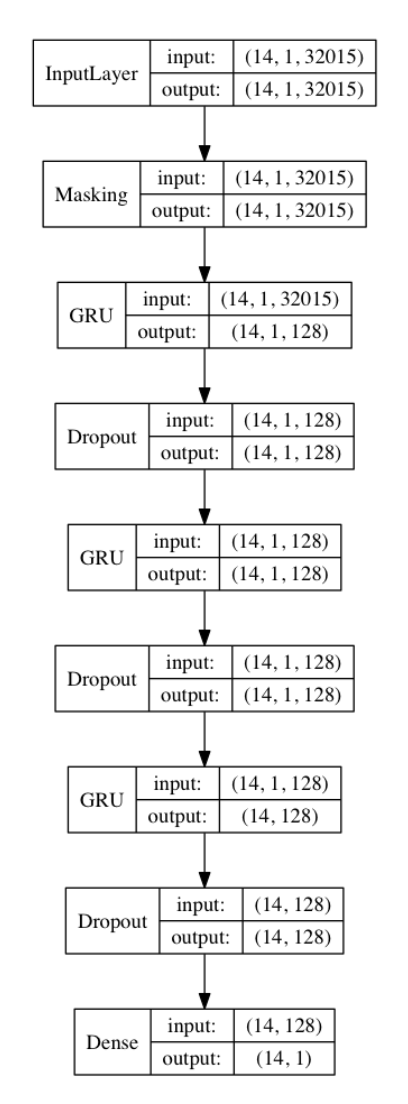 InputLayer input: (14, 1, 32015)
output: (14, 1, 32015)
Masking input: (14, 1, 32015)
output: (14, 1, 32015)
GRU input: (14, 1, 32015)
output: (14, 1, 128)
Dropout input: (14, 1, 128)
output: (14, 1, 128)
GRU input: (14, 1, 128)
output: (14, 1, 128)
Dropout input: (14, 1, 128)
output: (14, 1, 128)
GRU input: (14, 1, 128)
output: (14, 128)
Dropout input: (14, 128)
output: (14, 128)
Dense input: (14, 128)
output: (14, 1)